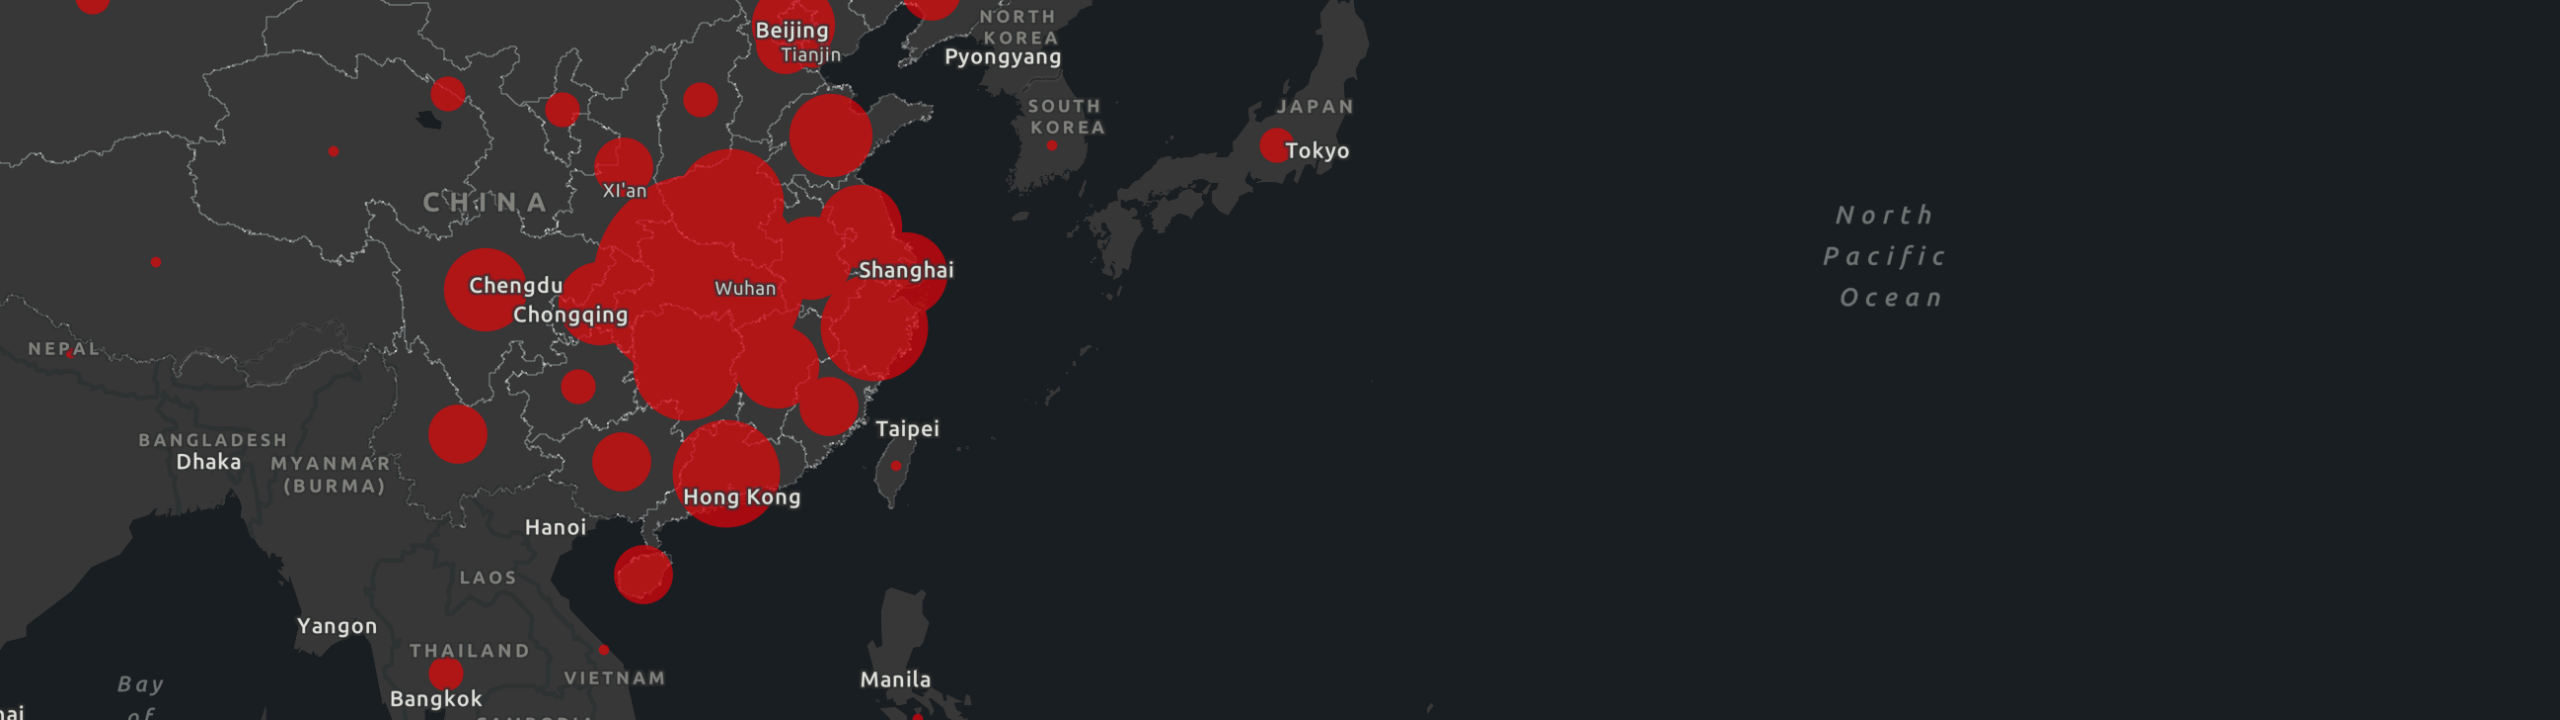 Beijing
Tianjin
NORTH
KOREA
Pyongyang
SOUTH
KOREA
JAPAN
Tokyo
XI'an
CHINA
North
Pacific
Ocean
Chengdu
Chongqing
Wuhan
Shanghai
NEPAL
BANGLADESH
Dhaka
MYANMAR
(BURMA)
Taipei
Hong Kong
Hanoi
LAOS
Yangon
THAILAND
VIETNAM
Bangkok
Manila
Bay
of